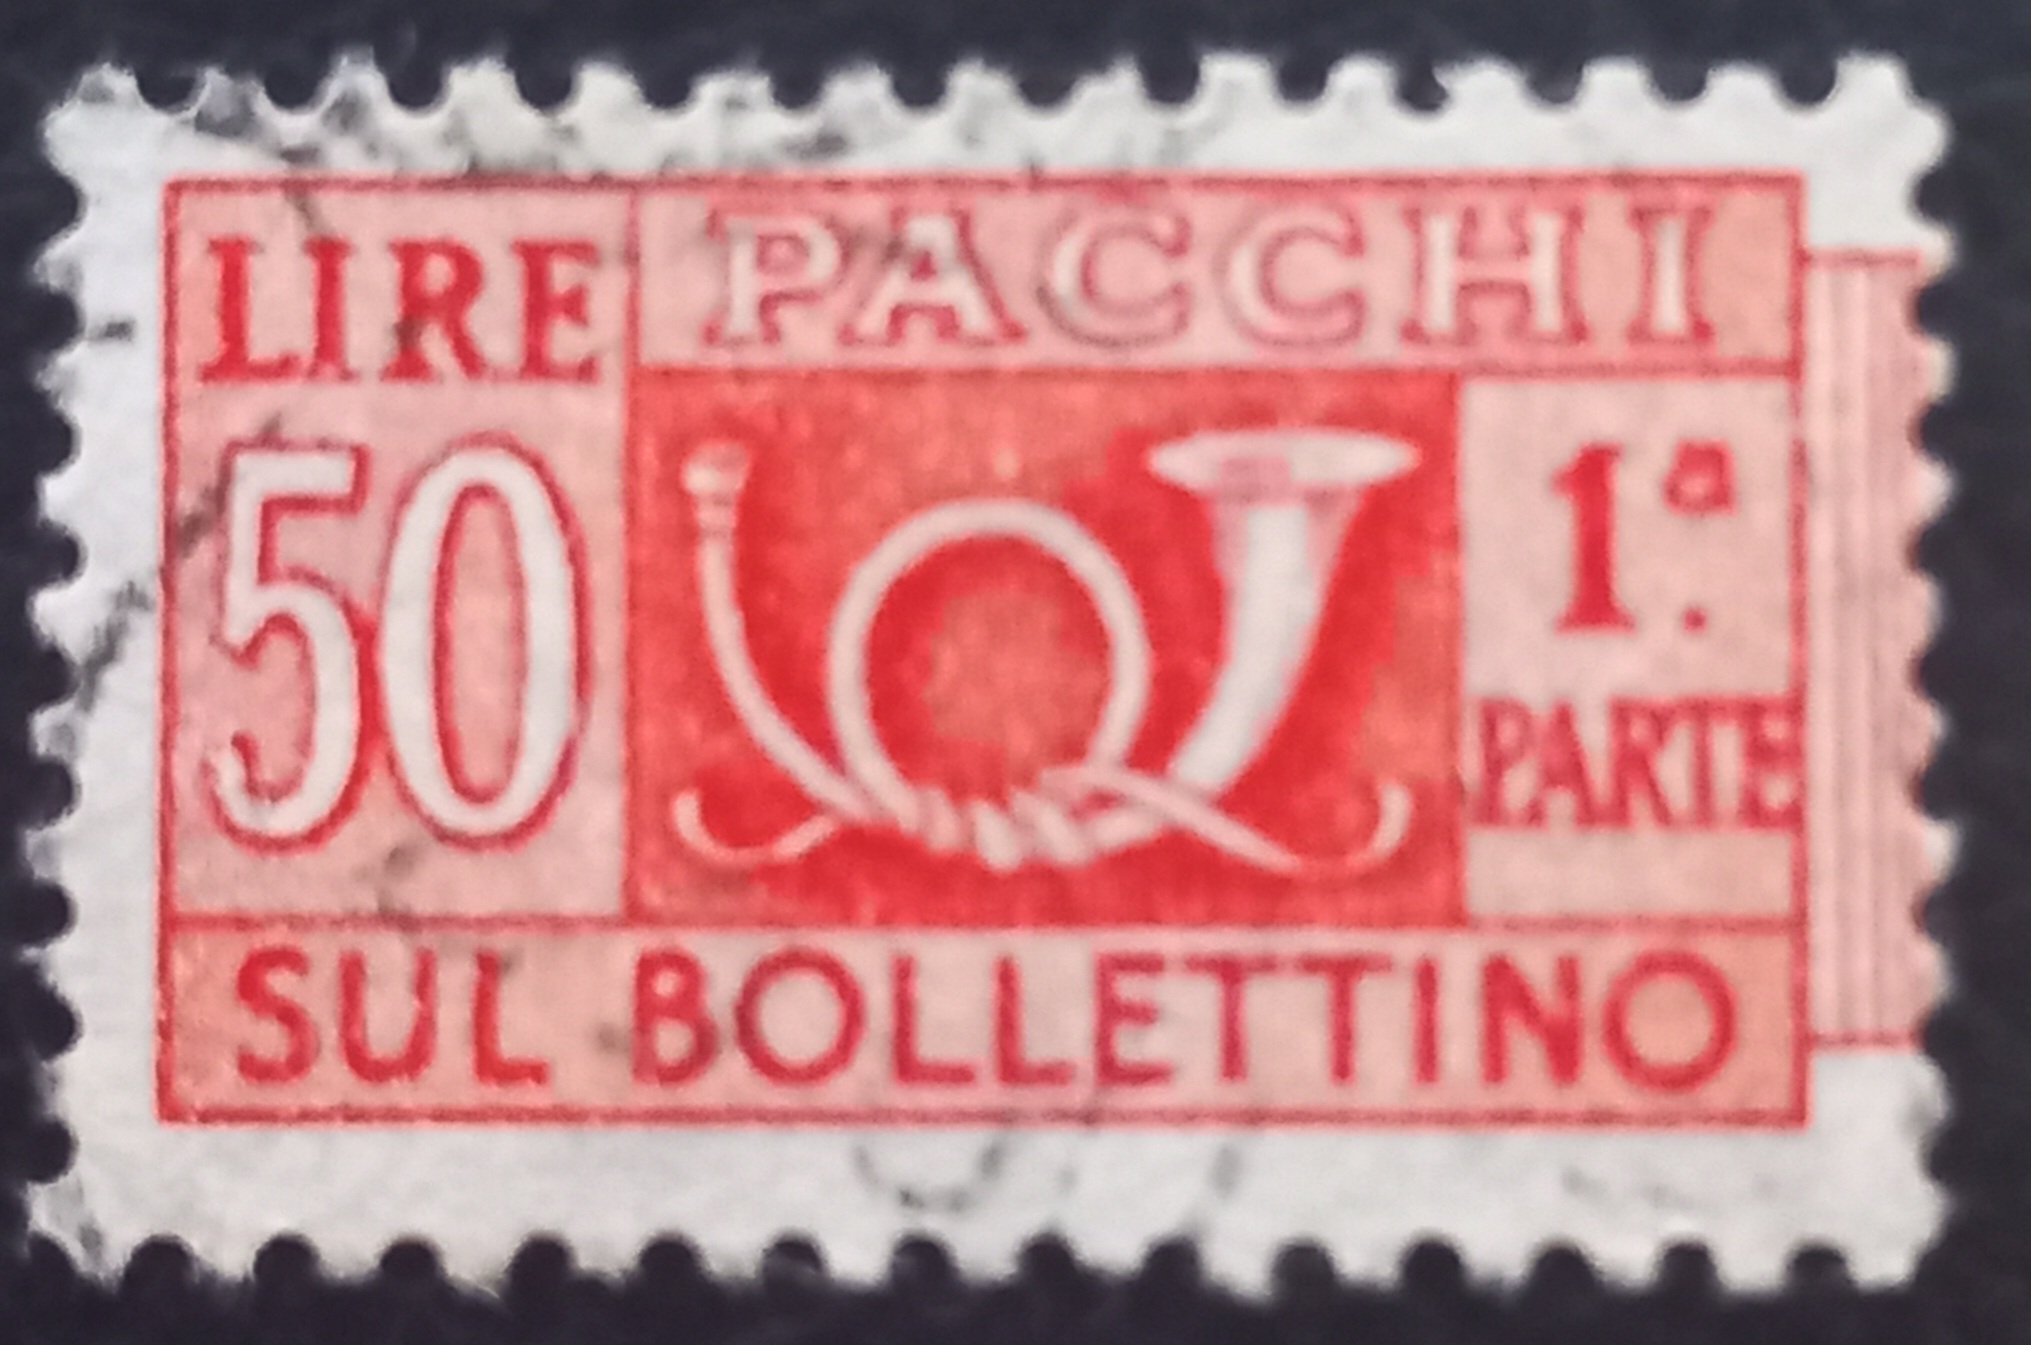 LIRE PACCHI
50
1ª.
PARTE
SUL BOLLETTINO